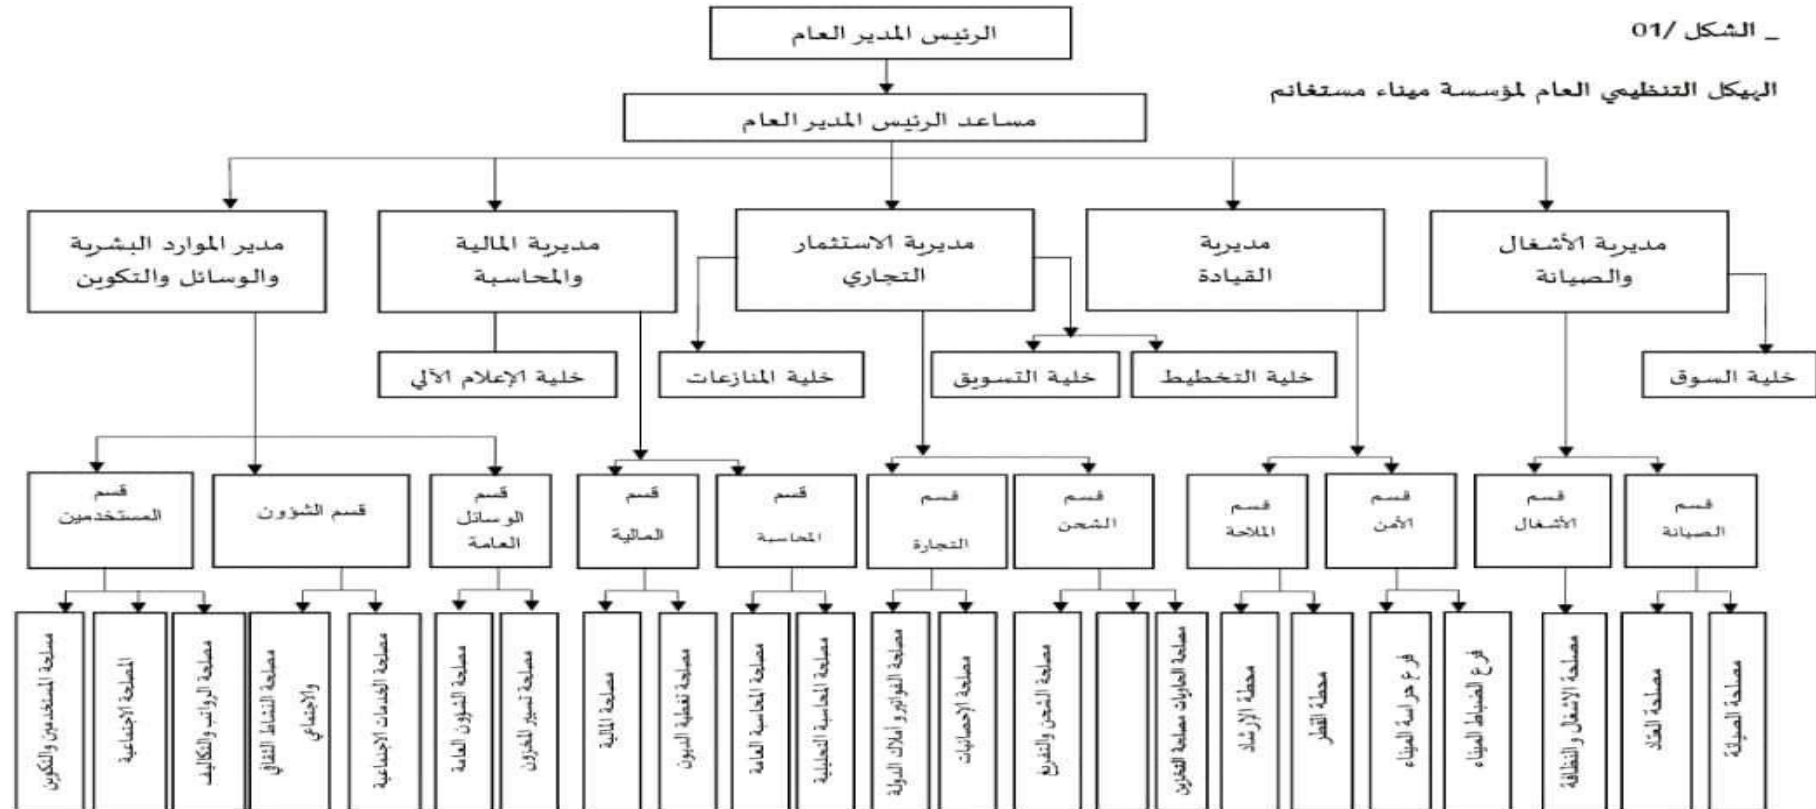 _ الشكل /01
الهيكل التنظيمي العام لمؤسسة ميناء مستغانم
الرئيس المدير العام
مساعد الرئيس المدير العام
مديرية الأشغال
والصيانة
مديرية
القيادة
مديرية الاستثمار
التجاري
مديرية المالية
والمحاسبة
مدير الموارد البشرية
والوسائل والتكوين
خلية السوق
خلية التخطيط
خلية التسويق
خلية المنازعات
خلية الإعلام الآلي
قسم
الصيانة
قسم
الأشغال
قسم
الأمن
قسم
الملاحة
قسم
الشحن
قسم
التجارة
قسم
المحاسبة
قسم
المالية
قسم
الوسائل
العامة
قسم الشؤون
قسم
المستخدمين
مصلحة الصيانة
مصلحة العتاد
مصلحة الاشغال والنظافة
فرع الضباط الميناء
فرع حراسة الميناء
محطة القطر
محطة الإرشاد
مصلحة الحاويات مصلحة التخزين
مصلحة الشحن والتفريغ
مصلحة الإحصائيات
مصلحة الفواتير و أملاك الدولة
مصلحة المحاسبة التحليلية
مصلحة المحاسبة العامة
مصلحة تغطية الديون
مصلحة المالية
مصلحة تسيير المخزون
مصلحة الشؤون العامة
مصلحة الخدمات الاجتماعية
مصلحة النشاط الثقافي
والاجتماعي
مصلحة الرواتب والتكاليف
المصلحة الاجتماعية
مسلحة المستخدمين والتكوين